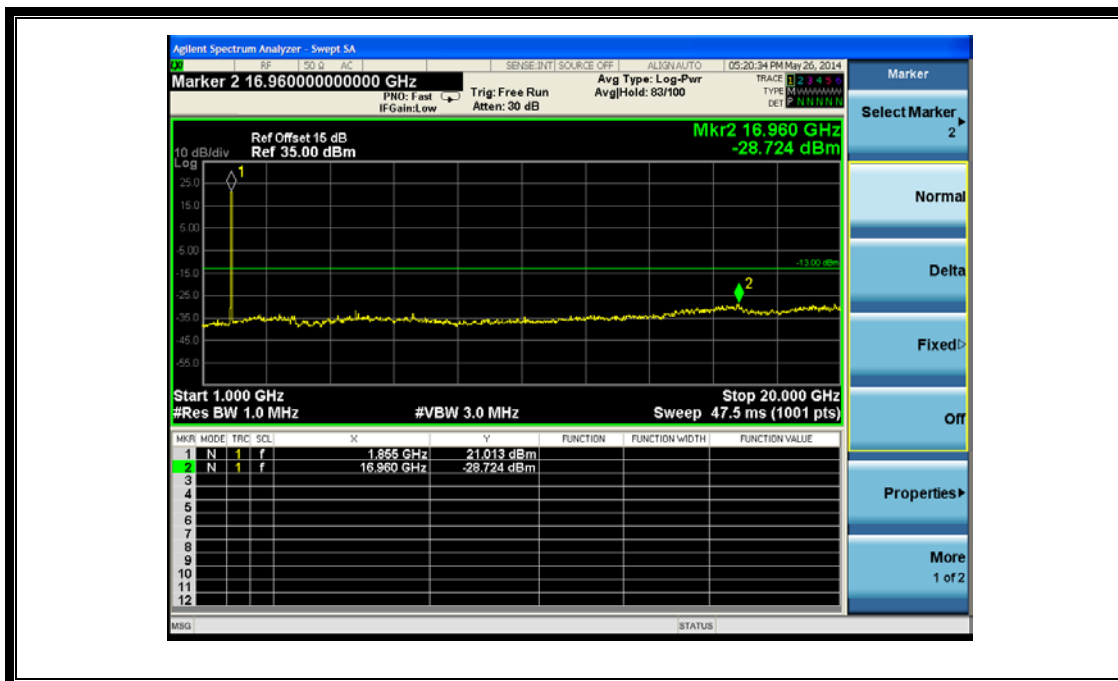 Agilent Spectrum Analyzer - Swept SA
RF 50 Ω AC SENSE:INT SOURCE OFF ALIGN AUTO 05:20:34 PM May 26, 2014
Marker 2 16.960000000000 GHz
PNO: Fast
IFGain:Low
Trig: Free Run
Atten: 30 dB
Avg Type: Log-Pwr
Avg|Hold: 83/100
TRACE 1 2 3 4 5 6
TYPE M
DET P N N N N N
Mkr2 16.960 GHz
-28.724 dBm
Ref Offset 15 dB
10 dB/div Ref 35.00 dBm
Log
25.0
15.0
5.00
-5.00
-15.0
-25.0
-35.0
-45.0
-55.0
1
2
-13.00 dBm
Start 1.000 GHz Stop 20.000 GHz
#Res BW 1.0 MHz #VBW 3.0 MHz Sweep 47.5 ms (1001 pts)
MKR MODE TRC SCL X Y FUNCTION FUNCTION WIDTH FUNCTION VALUE
1 N 1 f 1.855 GHz 21.013 dBm
2 N 1 f 16.960 GHz -28.724 dBm
3
4
5
6
7
8
9
10
11
12
MSG STATUS
Marker
Select Marker
2
Normal
Delta
Fixed
Off
Properties
More
1 of 2